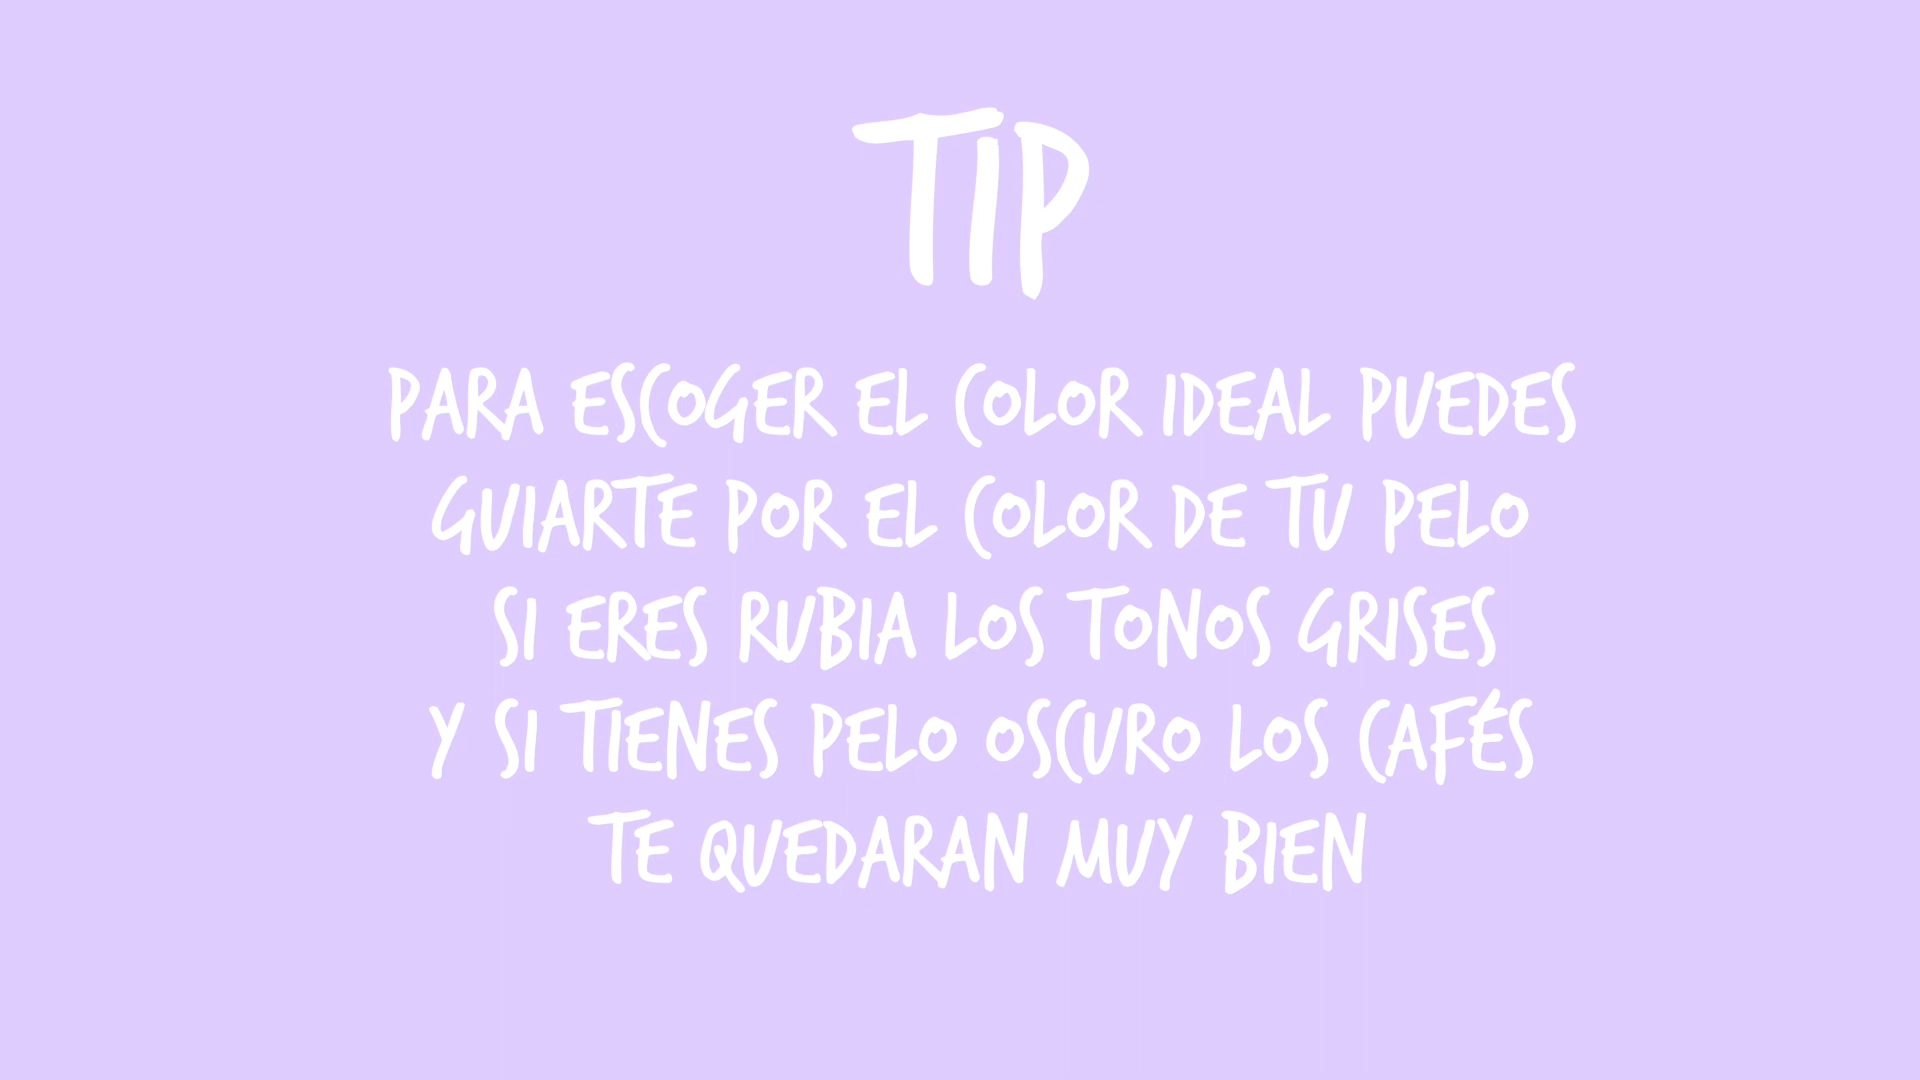 TIP
PARA ESCOGER EL COLOR IDEAL PUEDES
GUIARTE POR EL COLOR DE TU PELO
SI ERES RUBIA LOS TONOS GRISES
Y SI TIENES PELO OSCURO LOS CAFÉS
TE QUEDARAN MUY BIEN